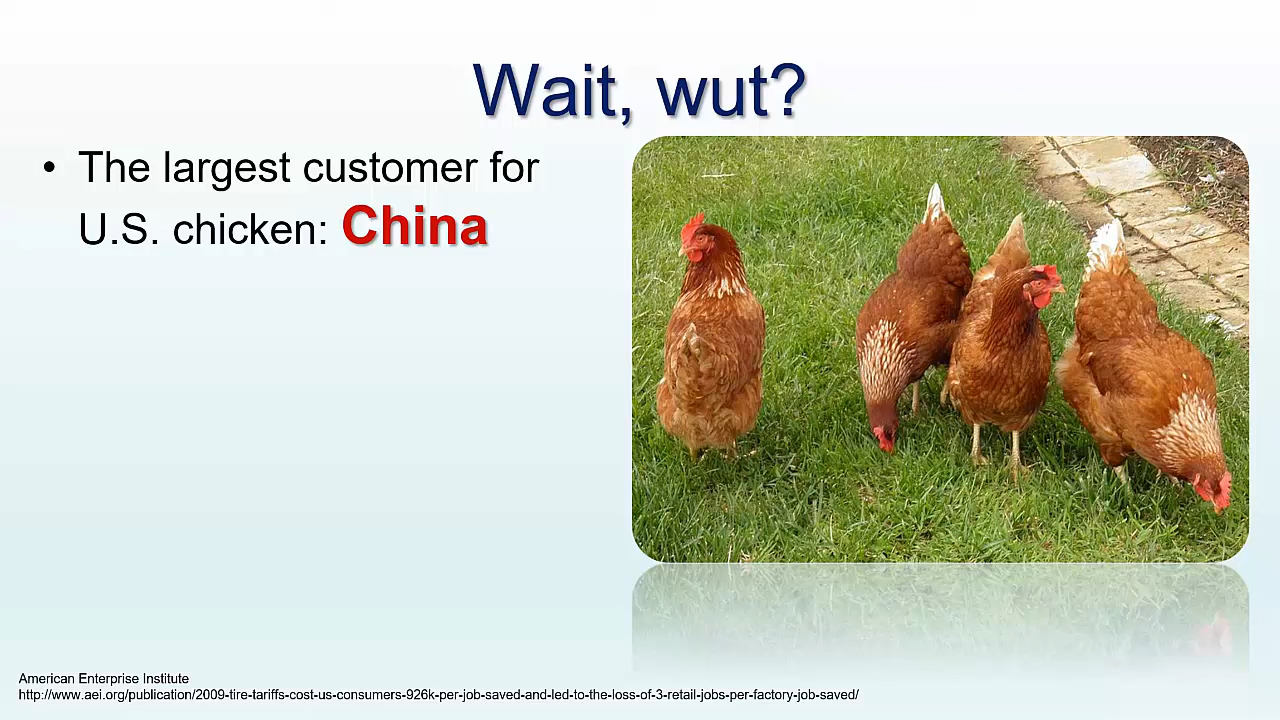 Wait, wut?
• The largest customer for
U.S. chicken: China
American Enterprise Institute
http://www.aei.org/publication/2009-tire-tariffs-cost-us-consumers-926k-per-job-saved-and-led-to-the-loss-of-3-retail-jobs-per-factory-job-saved/